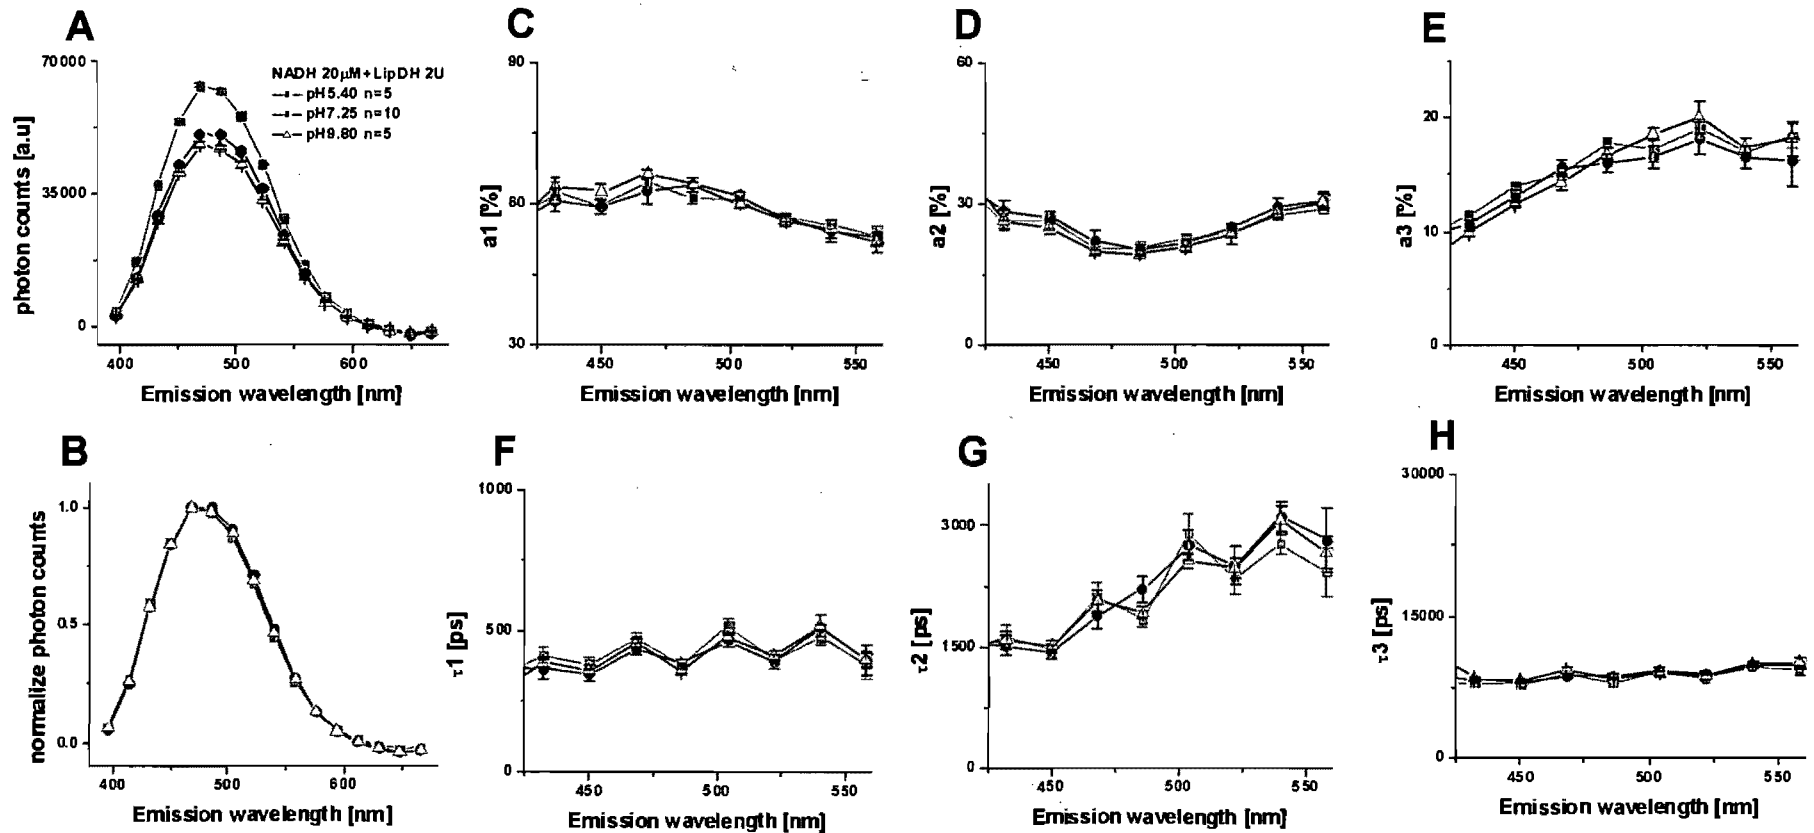 A
70000
35000
0
photon counts [a.u]
NADH 20µM+LipDH 2U
pH5.40 n=5
pH7.25 n=10
pH9.80 n=5
400
500
600
Emission wavelength [nm]
C
90
60
30
a1 [%]
450
500
550
Emission wavelength [nm]
D
60
30
0
a2 [%]
450
500
550
Emission wavelength [nm]
E
20
10
0
a3 [%]
450
500
550
Emission wavelength [nm]
B
1.0
0.5
0.0
normalize photon counts
400
500
600
Emission wavelength [nm]
F
1000
500
0
τ1 [ps]
450
500
550
Emission wavelength [nm]
G
3000
1500
0
τ2 [ps]
450
500
550
Emission wavelength [nm]
H
30000
15000
0
τ3 [ps]
450
500
550
Emission wavelength [nm]